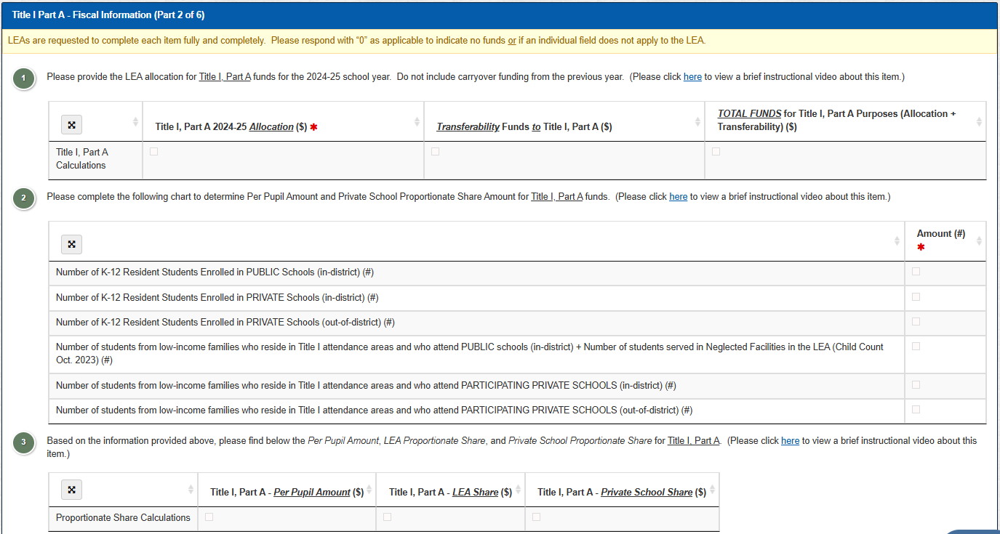 Title I Part A - Fiscal Information (Part 2 of 6)
LEAs are requested to complete each item fully and completely.  Please respond with “0” as applicable to indicate no funds or if an individual field does not apply to the LEA.
1
Please provide the LEA allocation for Title I, Part A funds for the 2024-25 school year.  Do not include carryover funding from the previous year.  (Please click here to view a brief instructional video about this item.)
Title I, Part A 2024-25 Allocation ($) ✱
Transferability Funds to Title I, Part A ($)
TOTAL FUNDS for Title I, Part A Purposes (Allocation +
Transferability) ($)
Title I, Part A
Calculations
2
Please complete the following chart to determine Per Pupil Amount and Private School Proportionate Share Amount for Title I, Part A funds.  (Please click here to view a brief instructional video about this item.)
Amount (#)
✱
Number of K-12 Resident Students Enrolled in PUBLIC Schools (in-district) (#)
Number of K-12 Resident Students Enrolled in PRIVATE Schools (in-district) (#)
Number of K-12 Resident Students Enrolled in PRIVATE Schools (out-of-district) (#)
Number of students from low-income families who reside in Title I attendance areas and who attend PUBLIC schools (in-district) + Number of students served in Neglected Facilities in the LEA (Child Count
Oct. 2023) (#)
Number of students from low-income families who reside in Title I attendance areas and who attend PARTICIPATING PRIVATE SCHOOLS (in-district) (#)
Number of students from low-income families who reside in Title I attendance areas and who attend PARTICIPATING PRIVATE SCHOOLS (out-of-district) (#)
3
Based on the information provided above, please find below the Per Pupil Amount, LEA Proportionate Share, and Private School Proportionate Share for Title I, Part A.  (Please click here to view a brief instructional video about this
item.)
Title I, Part A - Per Pupil Amount ($)
Title I, Part A - LEA Share ($)
Title I, Part A - Private School Share ($)
Proportionate Share Calculations